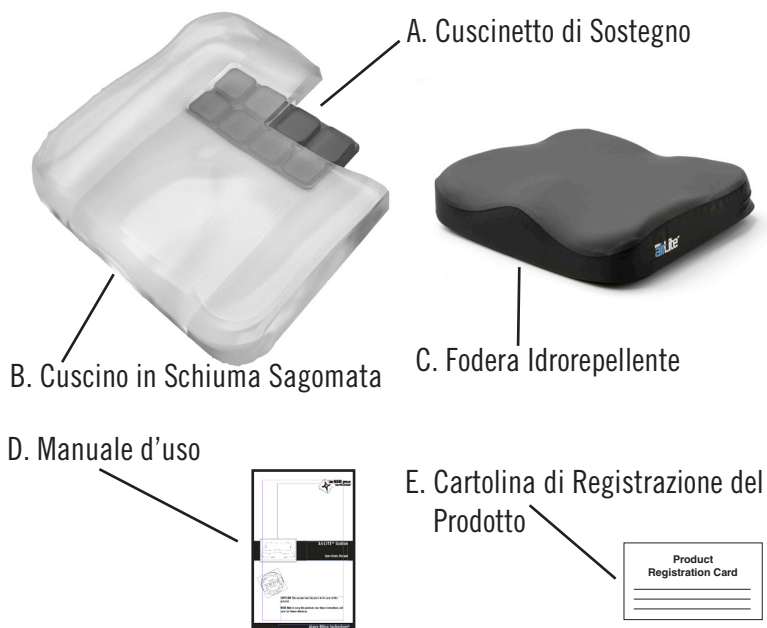 A. Cuscinetto di Sostegno
airLite
B. Cuscino in Schiuma Sagomata
C. Fodera Idrorepellente
D. Manuale d’uso
E. Cartolina di Registrazione del
Prodotto
Product
Registration Card